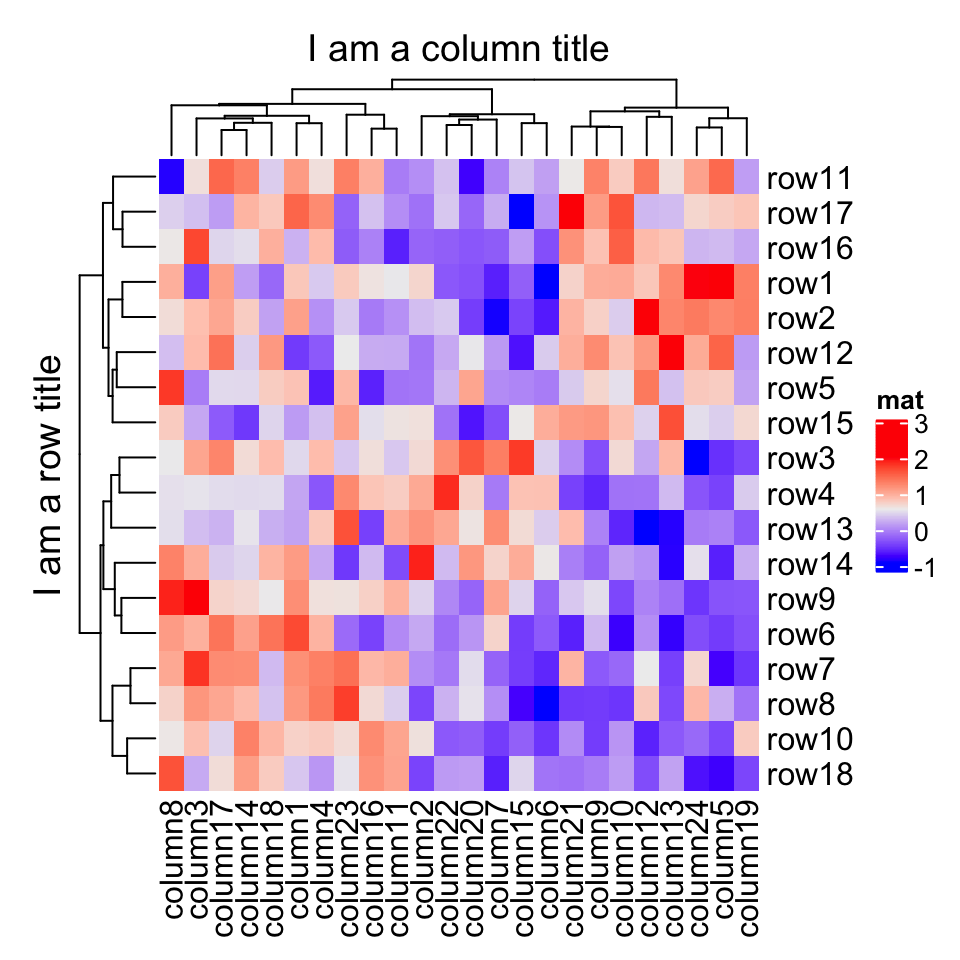 I am a column title
I am a row title
row11
row17
row16
row1
row2
row12
row5
row15
row3
row4
row13
row14
row9
row6
row7
row8
row10
row18
mat
3
2
1
0
-1
column8
column3
column17
column14
column18
column1
column4
column23
column16
column11
column2
column22
column20
column7
column15
column6
column21
column9
column10
column12
column13
column24
column5
column19